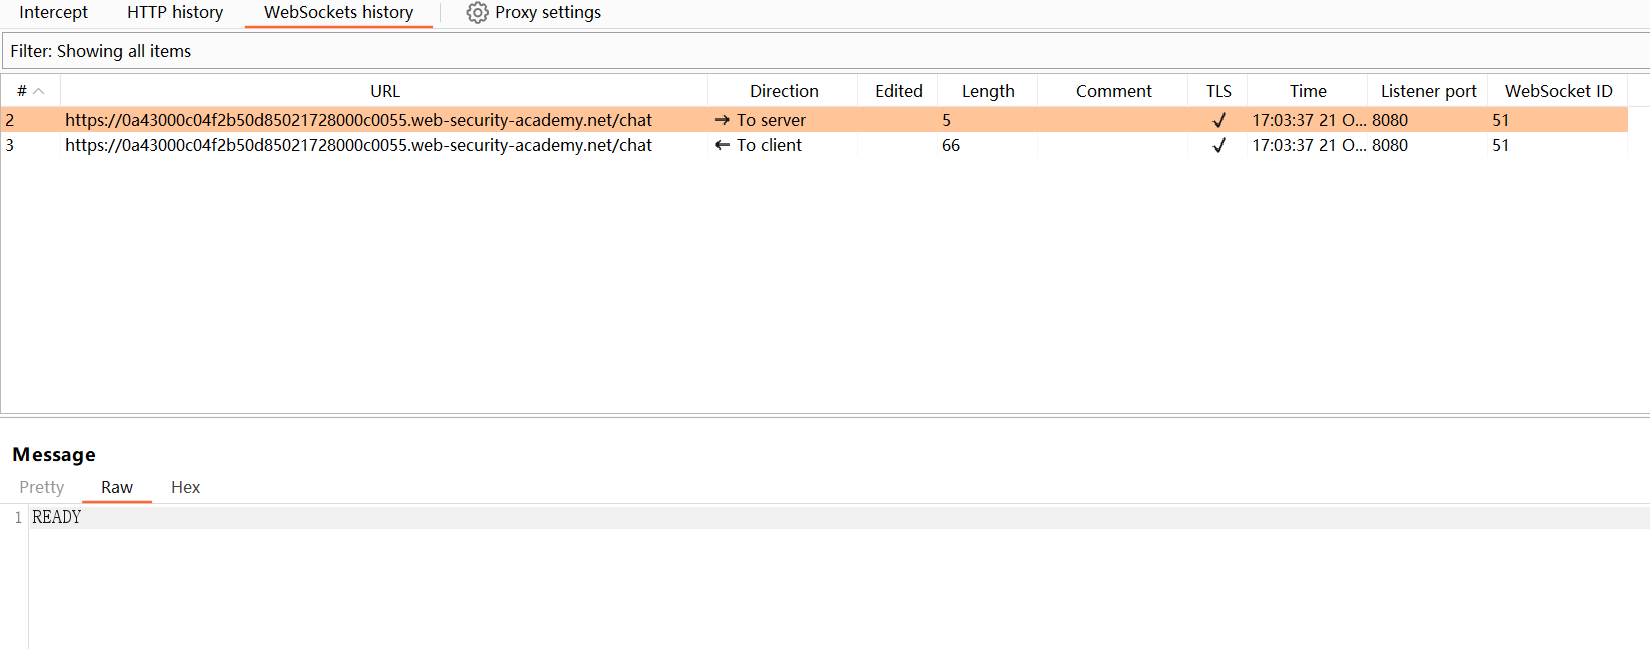 Intercept HTTP history WebSockets history Proxy settings
Filter: Showing all items
# URL Direction Edited Length Comment TLS Time Listener port WebSocket ID
2 https://0a43000c04f2b50d85021728000c0055.web-security-academy.net/chat → To server 5 ✓ 17:03:37 21 O... 8080 51
3 https://0a43000c04f2b50d85021728000c0055.web-security-academy.net/chat ← To client 66 ✓ 17:03:37 21 O... 8080 51
Message
Pretty Raw Hex
1 READY